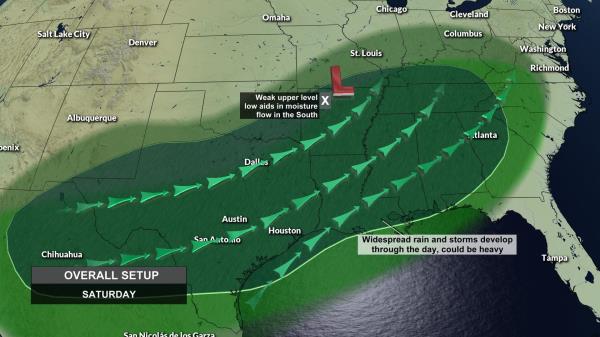 Boston
Chicago
Cleveland
Omaha
New York
Salt Lake City
Columbus
Denver
Washington
St. Louis
Richmond
Weak upper level
low aids in moisture
flow in the South
X
L
Albuquerque
Atlanta
oenix
Dallas
Austin
San Antonio
Houston
Widespread rain and storms develop
through the day, could be heavy
Chihuahua
Tampa
OVERALL SETUP
SATURDAY
San Nicolás de los Garza